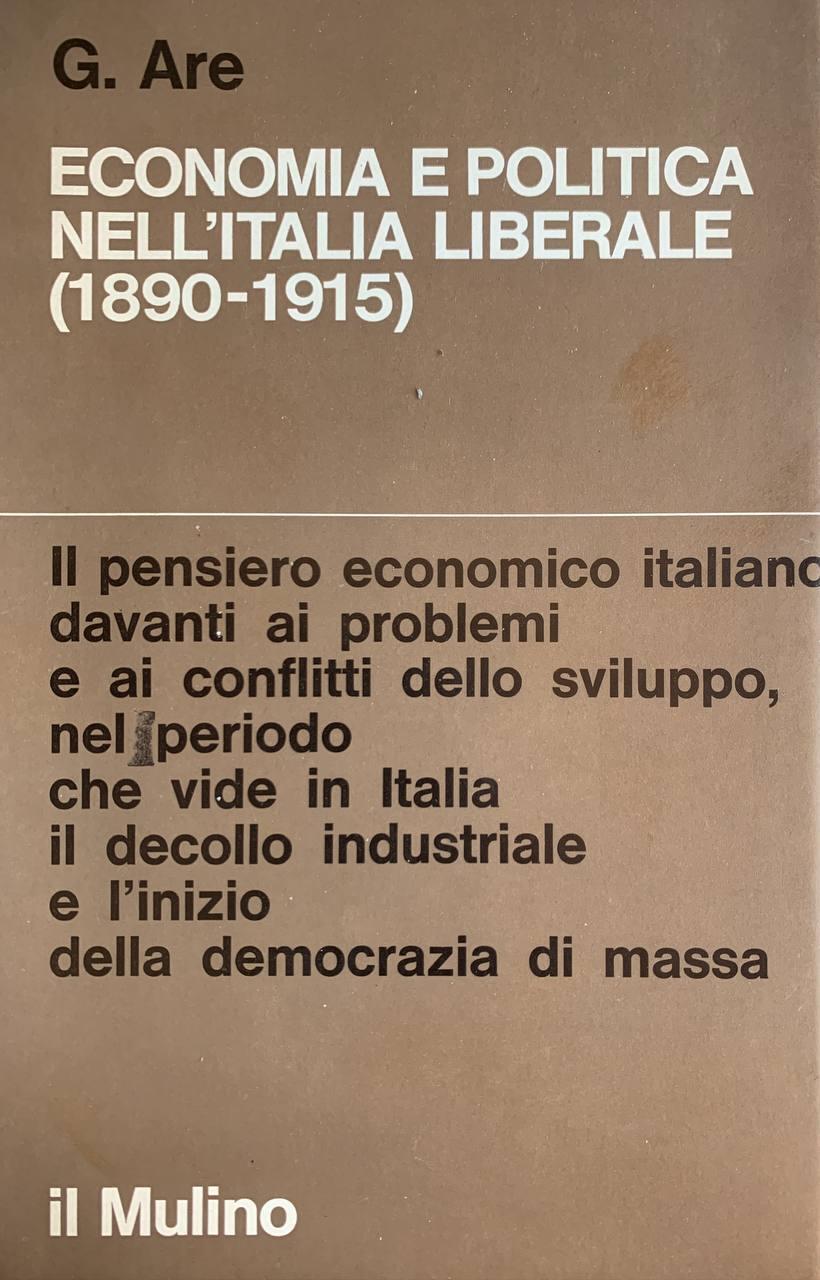 G. Are
ECONOMIA E POLITICA
NELL'ITALIA LIBERALE
(1890-1915)
Il pensiero economico italiano
davanti ai problemi
e ai conflitti dello sviluppo,
nel periodo
che vide in Italia
il decollo industriale
e l'inizio
della democrazia di massa
il Mulino